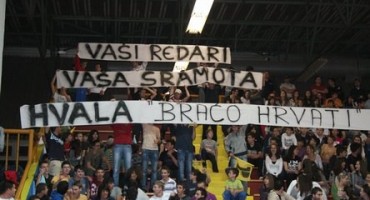 VAŠI REDARI
VAŠA SRAMOTA
HVALA "BRAĆO HRVATI"